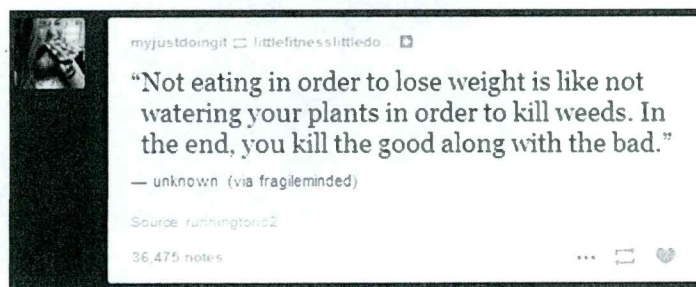 myjustdoingit littlefitnesslittledo...
“Not eating in order to lose weight is like not
watering your plants in order to kill weeds. In
the end, you kill the good along with the bad.”
— unknown (via fragileminded)
Source:
36,475 notes